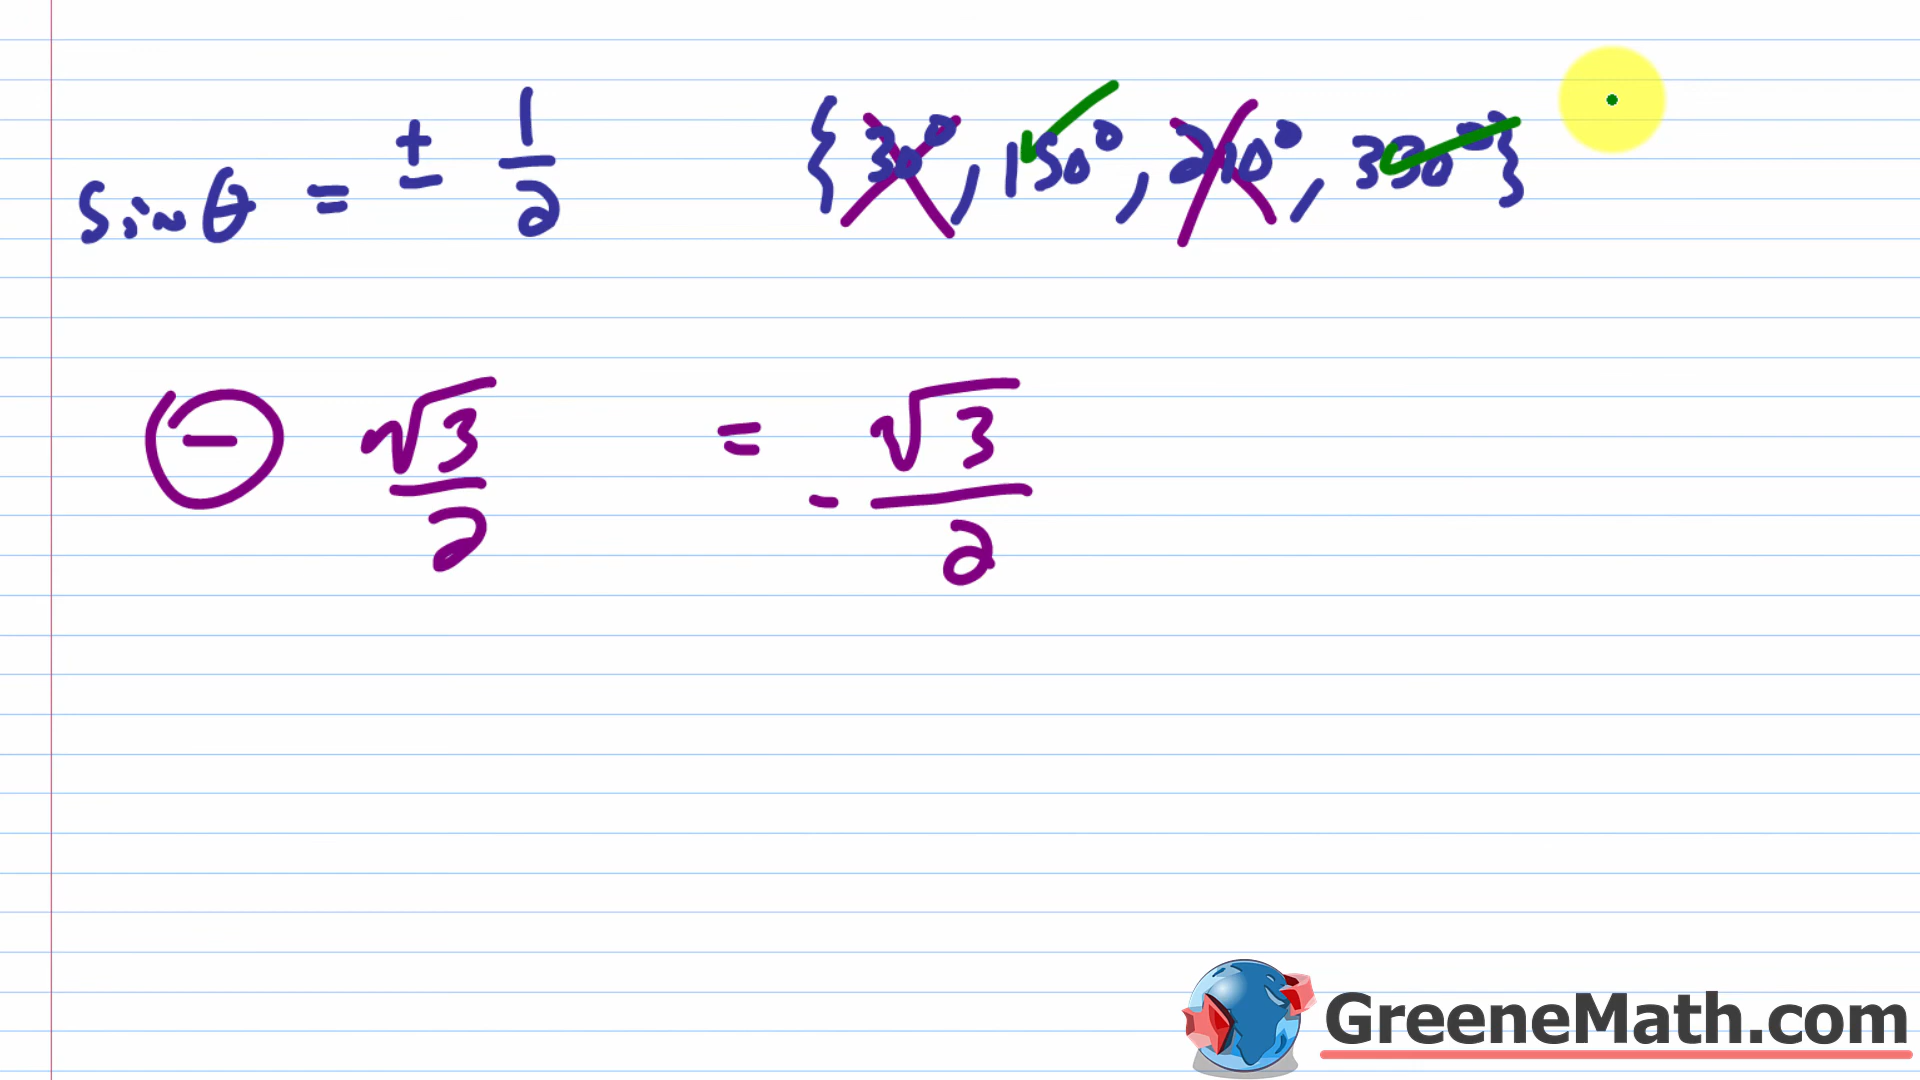 sin θ = ± 1/2 {30°, 150°, 210°, 330°}
- √3/2 = - √3/2
GreeneMath.com